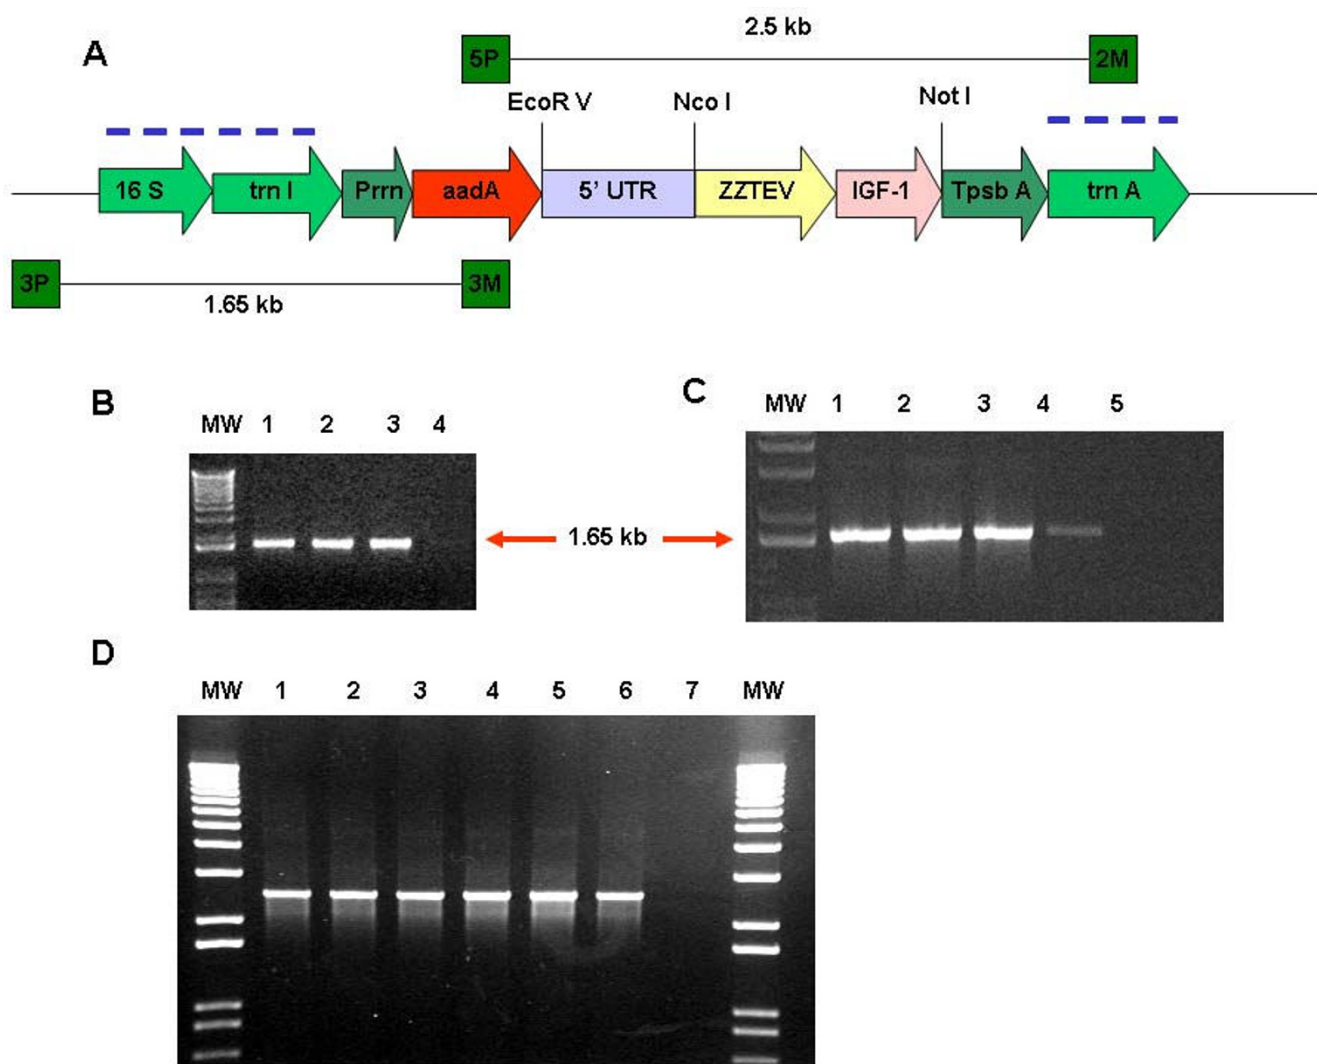 A
2.5 kb
5P 2M
EcoR V Nco I Not I
16 S trn I Prrn aadA 5' UTR ZZTEV IGF-1 Tpsb A trn A
3P 3M
1.65 kb
B
MW 1 2 3 4
C
MW 1 2 3 4 5
1.65 kb
D
MW 1 2 3 4 5 6 7 MW